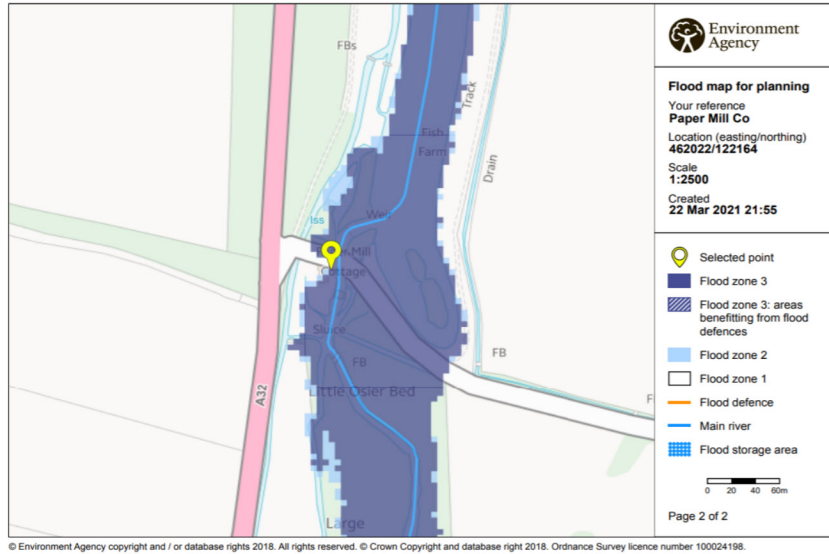 FBs
Track
Fish
Farm
Drain
Weir
Iss
Mill
Cottage
Sluice
FB
FB
A32
Little Osier Bed
Large
Environment
Agency
Flood map for planning
Your reference
Paper Mill Co
Location (easting/northing)
462022/122164
Scale
1:2500
Created
22 Mar 2021 21:55
Selected point
Flood zone 3
Flood zone 3: areas
benefitting from flood
defences
Flood zone 2
Flood zone 1
Flood defence
Main river
Flood storage area
0 20 40 60m
Page 2 of 2
© Environment Agency copyright and / or database rights 2018. All rights reserved. © Crown Copyright and database right 2018. Ordnance Survey licence number 100024198.